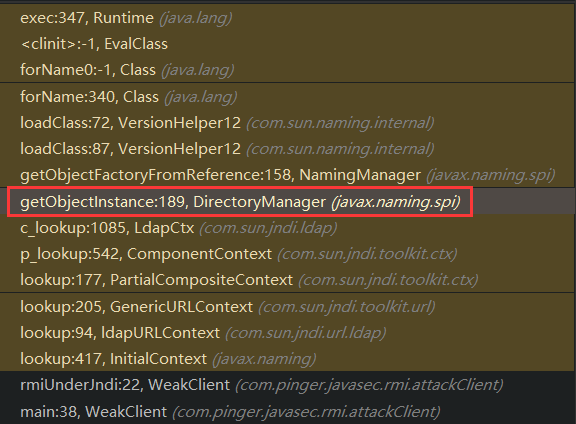 exec:347, Runtime (java.lang)
<clinit>:-1, EvalClass
forName0:-1, Class (java.lang)
forName:340, Class (java.lang)
loadClass:72, VersionHelper12 (com.sun.naming.internal)
loadClass:87, VersionHelper12 (com.sun.naming.internal)
getObjectFactoryFromReference:158, NamingManager (javax.naming.spi)
getObjectInstance:189, DirectoryManager (javax.naming.spi)
c_lookup:1085, LdapCtx (com.sun.jndi.ldap)
p_lookup:542, ComponentContext (com.sun.jndi.toolkit.ctx)
lookup:177, PartialCompositeContext (com.sun.jndi.toolkit.ctx)
lookup:205, GenericURLContext (com.sun.jndi.toolkit.url)
lookup:94, ldapURLContext (com.sun.jndi.url.ldap)
lookup:417, InitialContext (javax.naming)
rmiUnderJndi:22, WeakClient (com.pinger.javasec.rmi.attackClient)
main:38, WeakClient (com.pinger.javasec.rmi.attackClient)